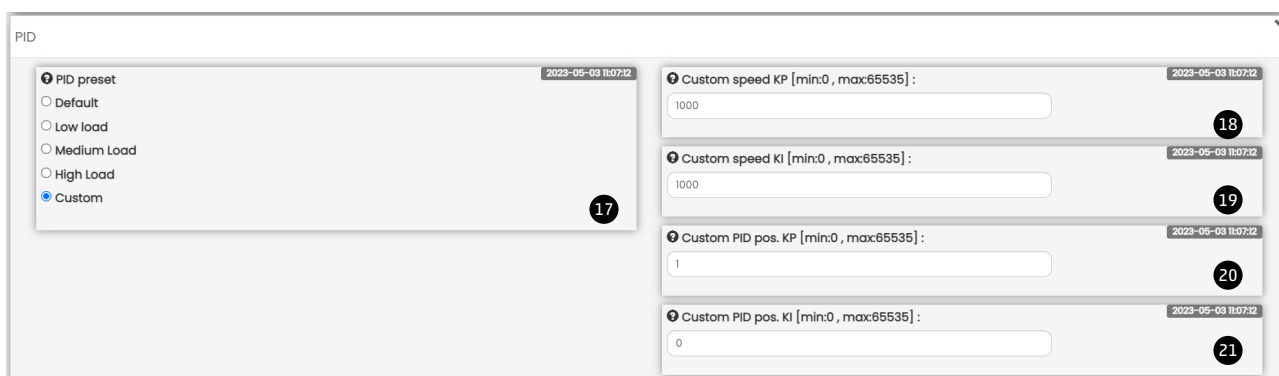 PID
PID preset 2023-05-03 11:07:12
Default
Low load
Medium Load
High Load
Custom
17
Custom speed KP [min:0 , max:65535] : 2023-05-03 11:07:12
1000
18
Custom speed KI [min:0 , max:65535] : 2023-05-03 11:07:12
1000
19
Custom PID pos. KP [min:0 , max:65535] : 2023-05-03 11:07:12
1
20
Custom PID pos. KI [min:0 , max:65535] : 2023-05-03 11:07:12
0
21